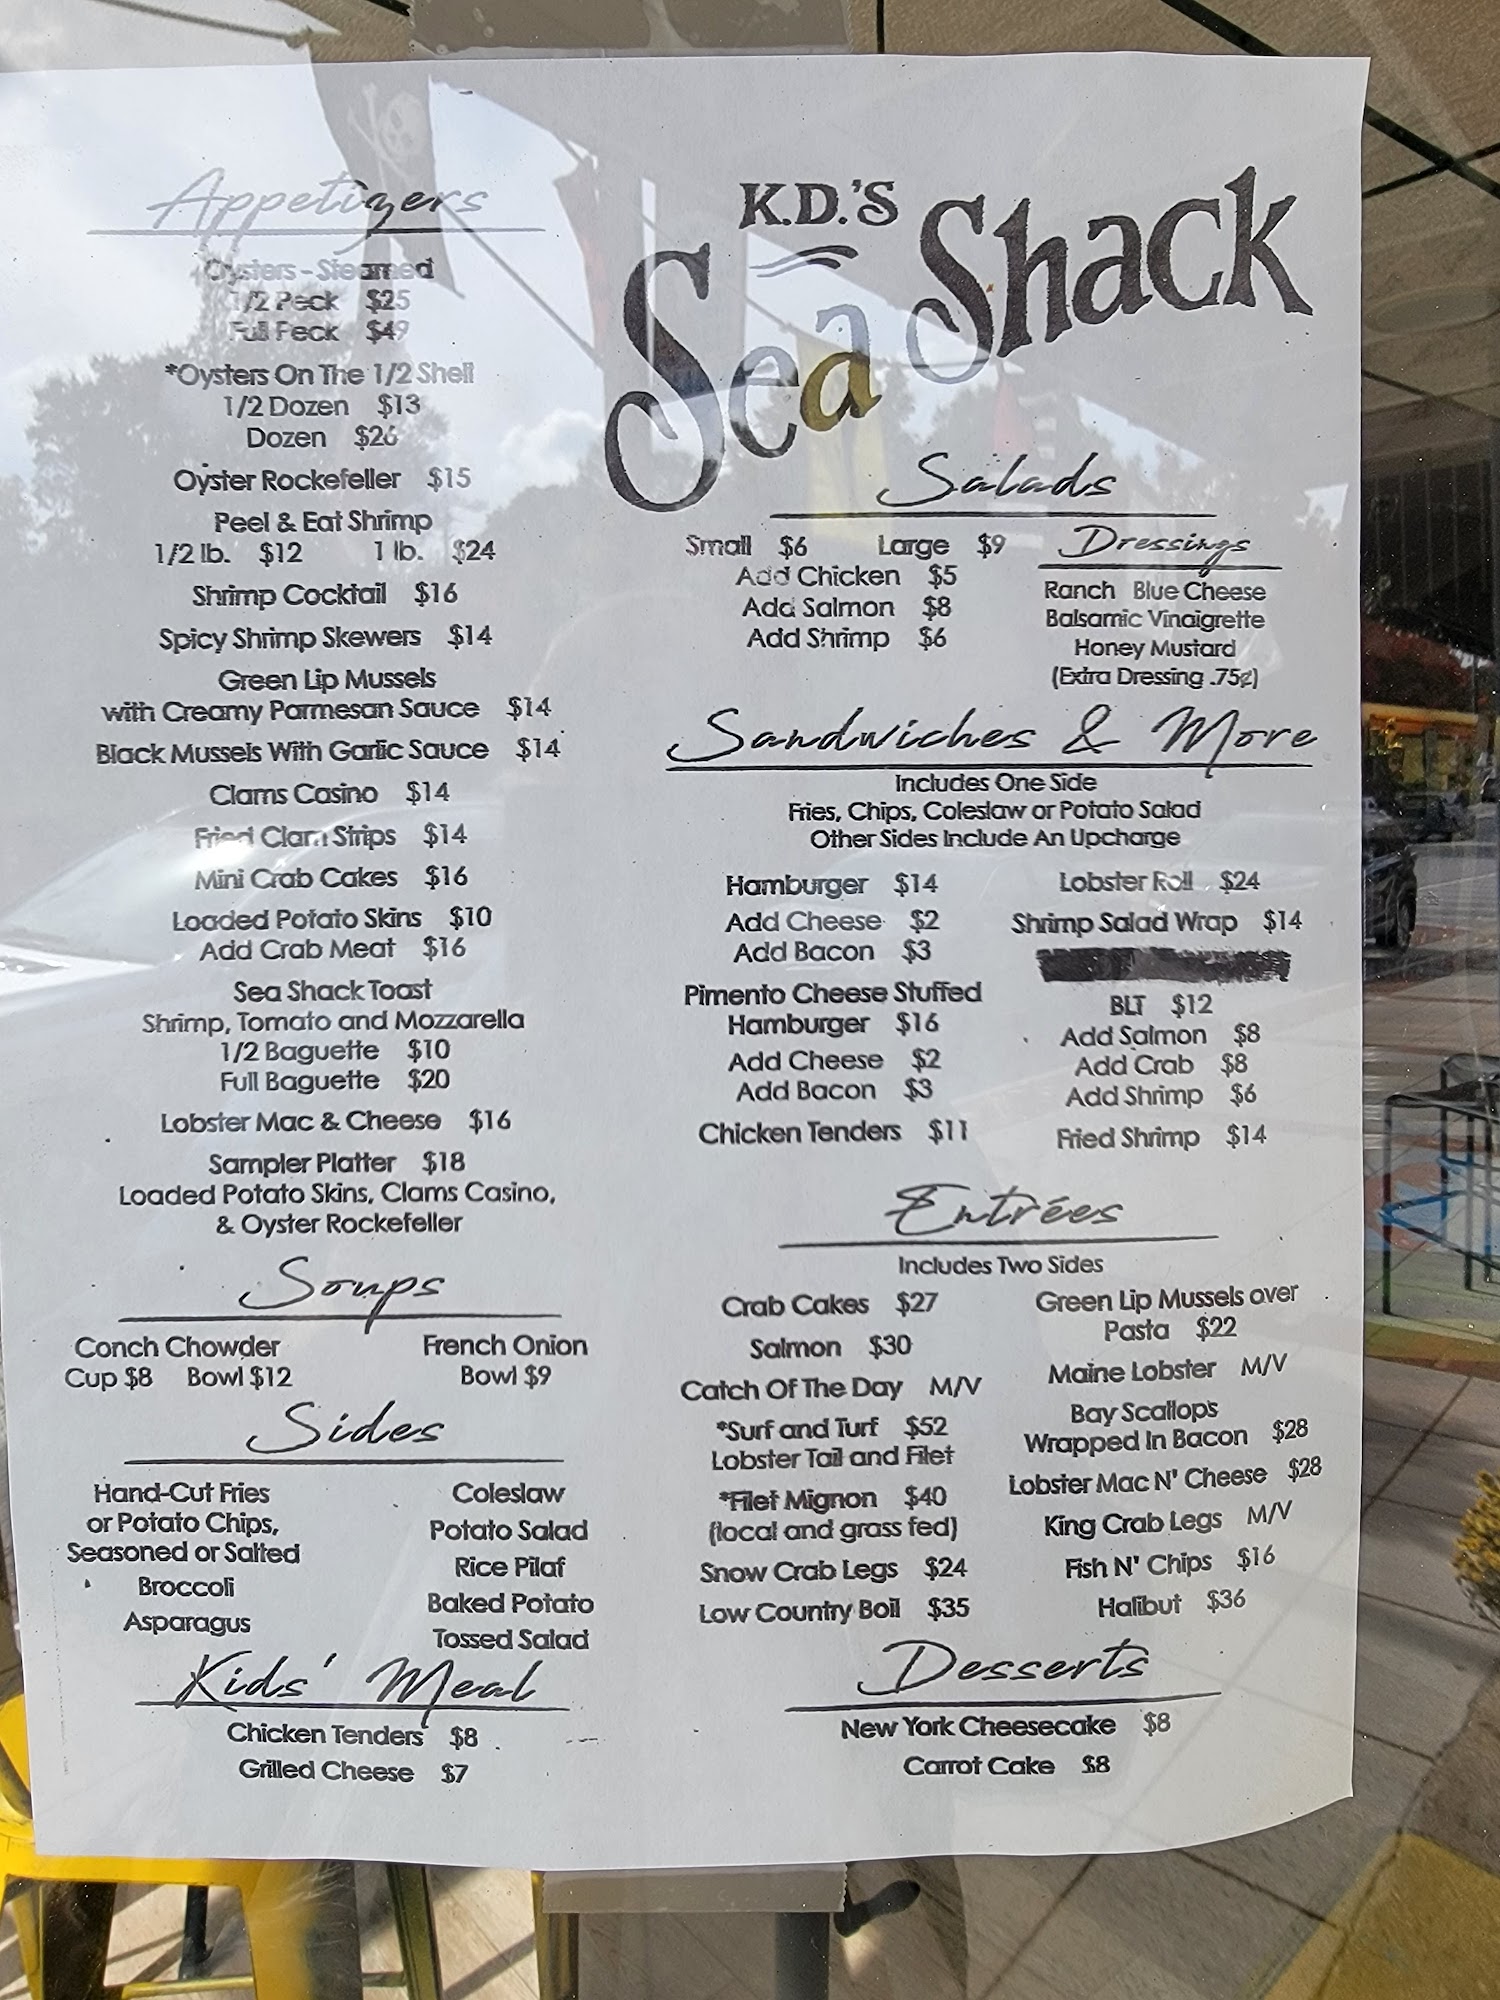 Appetizers
Oysters - Steamed
1/2 Peck $25
Full Peck $49
*Oysters On The 1/2 Shell
1/2 Dozen $13
Dozen $26
Oyster Rockefeller $15
Peel & Eat Shrimp
1/2 lb. $12 1 lb. $24
Shrimp Cocktail $16
Spicy Shrimp Skewers $14
Green Lip Mussels
with Creamy Parmesan Sauce $14
Black Mussels With Garlic Sauce $14
Clams Casino $14
Fried Clam Strips $14
Mini Crab Cakes $16
Loaded Potato Skins $10
Add Crab Meat $16
Sea Shack Toast
Shrimp, Tomato and Mozzarella
1/2 Baguette $10
Full Baguette $20
Lobster Mac & Cheese $16
Sampler Platter $18
Loaded Potato Skins, Clams Casino,
& Oyster Rockefeller
Soups
Conch Chowder
Cup $8 Bowl $12
French Onion
Bowl $9
Sides
Hand-Cut Fries
or Potato Chips,
Seasoned or Salted
Broccoli
Asparagus
Coleslaw
Potato Salad
Rice Pilaf
Baked Potato
Tossed Salad
Kids' Meal
Chicken Tenders $8
Grilled Cheese $7
K.D.'S
Sea Shack
Salads
Small $6 Large $9
Add Chicken $5
Add Salmon $8
Add Shrimp $6
Dressings
Ranch Blue Cheese
Balsamic Vinaigrette
Honey Mustard
(Extra Dressing .75¢)
Sandwiches & More
Includes One Side
Fries, Chips, Coleslaw or Potato Salad
Other Sides Include An Upcharge
Hamburger $14
Add Cheese $2
Add Bacon $3
Pimento Cheese Stuffed
Hamburger $16
Add Cheese $2
Add Bacon $3
Chicken Tenders $11
Lobster Roll $24
Shrimp Salad Wrap $14
BLT $12
Add Salmon $8
Add Crab $8
Add Shrimp $6
Fried Shrimp $14
Entrées
Includes Two Sides
Crab Cakes $27
Salmon $30
Catch Of The Day M/V
*Surf and Turf $52
Lobster Tail and Filet
*Filet Mignon $40
(local and grass fed)
Snow Crab Legs $24
Low Country Boil $35
Green Lip Mussels over
Pasta $22
Maine Lobster M/V
Bay Scallops
Wrapped In Bacon $28
Lobster Mac N' Cheese $28
King Crab Legs M/V
Fish N' Chips $16
Halibut $36
Desserts
New York Cheesecake $8
Carrot Cake $8